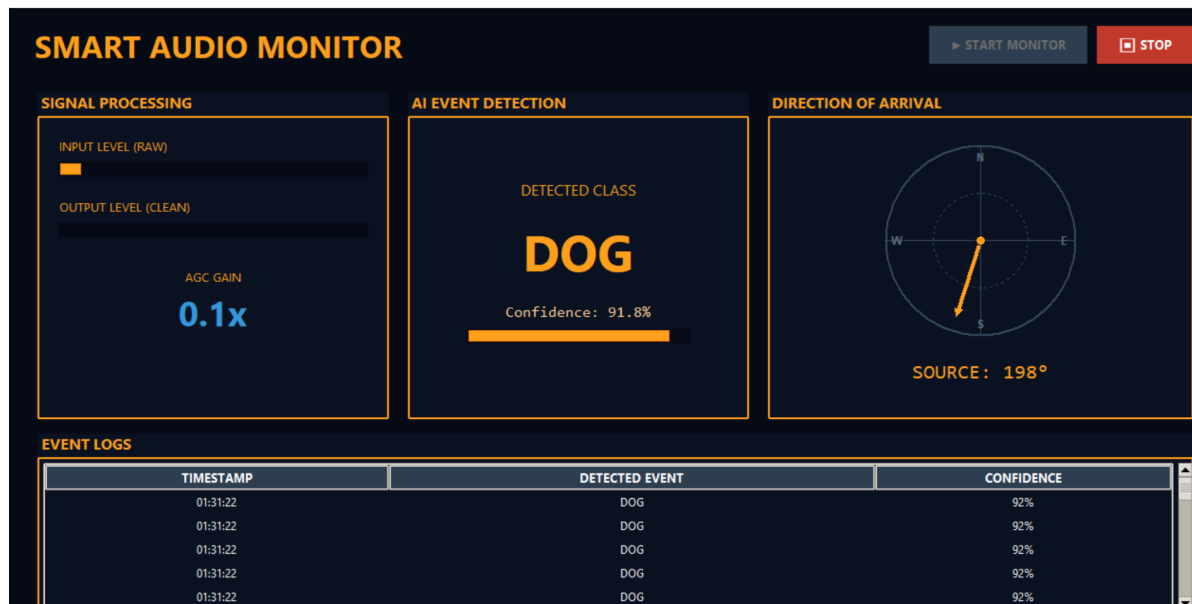 SMART AUDIO MONITOR
▶ START MONITOR
STOP
SIGNAL PROCESSING
INPUT LEVEL (RAW)
OUTPUT LEVEL (CLEAN)
AGC GAIN
0.1x
AI EVENT DETECTION
DETECTED CLASS
DOG
Confidence: 91.8%
DIRECTION OF ARRIVAL
N
W E
S
SOURCE: 198°
EVENT LOGS
TIMESTAMP DETECTED EVENT CONFIDENCE
01:31:22 DOG 92%
01:31:22 DOG 92%
01:31:22 DOG 92%
01:31:22 DOG 92%
01:31:22 DOG 92%